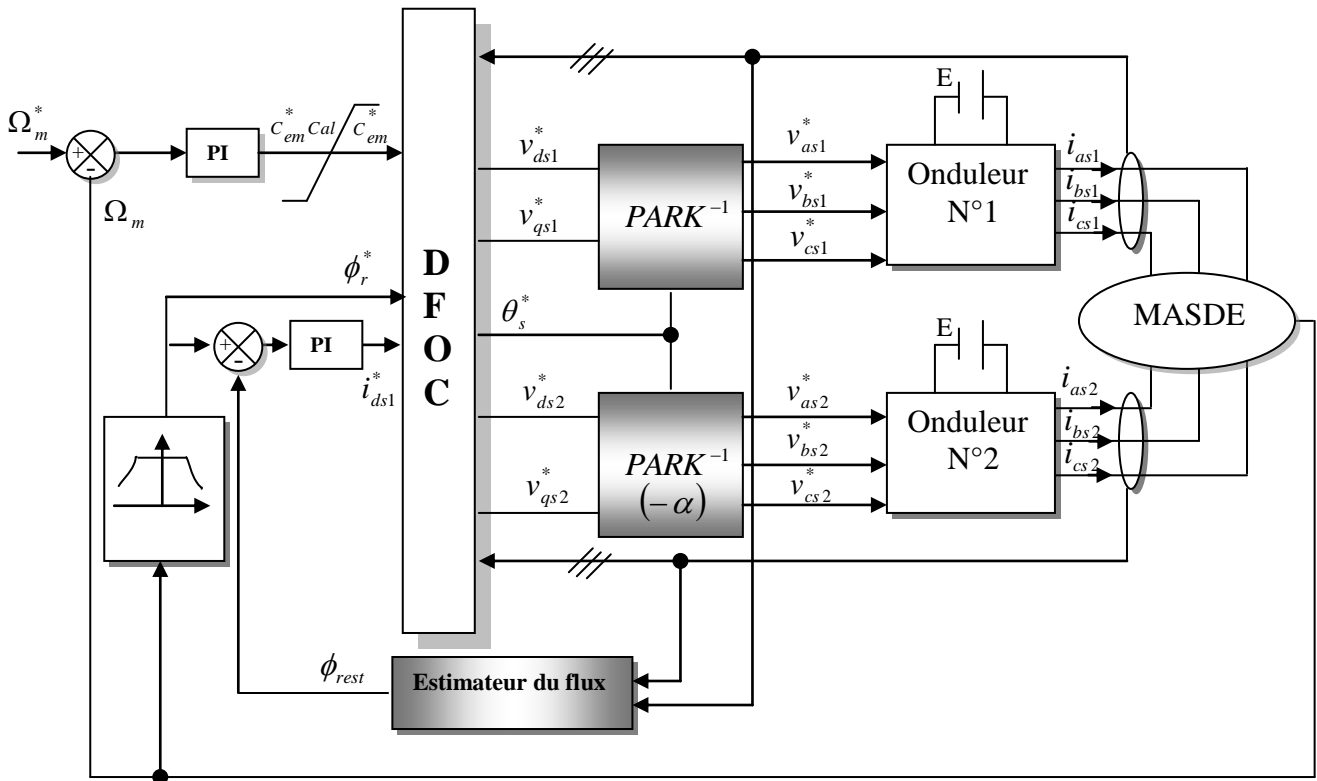 Ω*m
+
-
Ωm
PI
C*em Cal
C*em
ϕ*r
+
-
PI
i*ds1
D
F
O
C
v*ds1
v*qs1
θ*s
v*ds2
v*qs2
PARK⁻¹
PARK⁻¹
(−α)
v*as1
v*bs1
v*cs1
v*as2
v*bs2
v*cs2
E
Onduleur
N°1
E
Onduleur
N°2
ias1
ibs1
ics1
MASDE
ias2
ibs2
ics2
ϕrest
Estimateur du flux